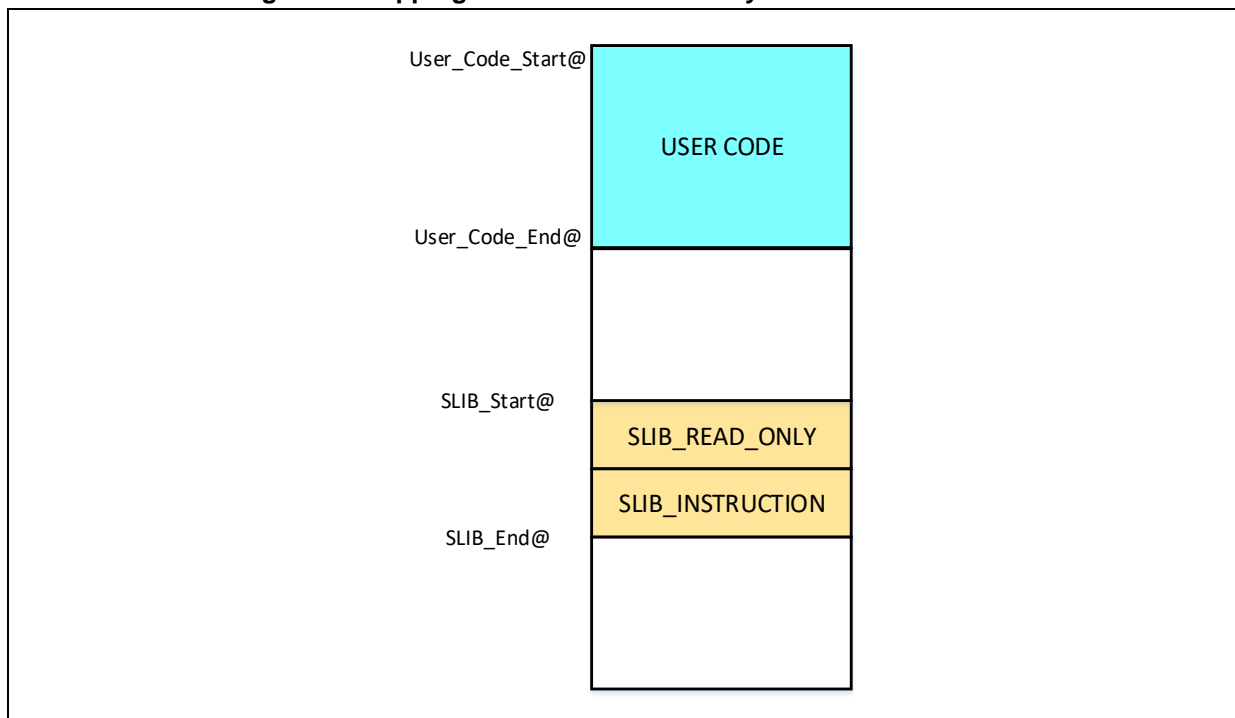 User_Code_Start@
USER CODE
User_Code_End@
SLIB_Start@
SLIB_READ_ONLY
SLIB_INSTRUCTION
SLIB_End@